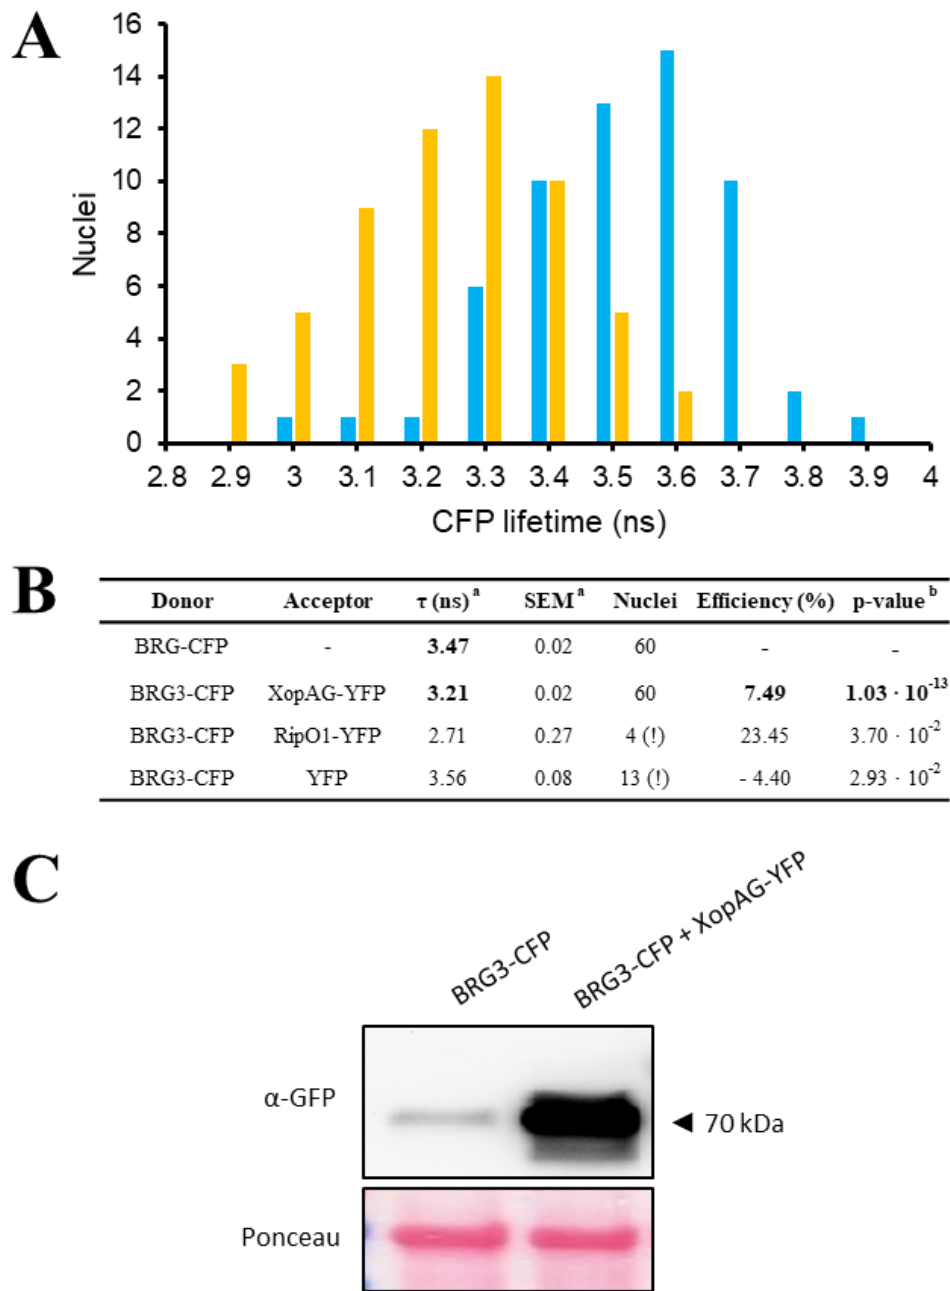 A
16
14
12
10
8
6
4
2
0
Nuclei
2.8 2.9 3 3.1 3.2 3.3 3.4 3.5 3.6 3.7 3.8 3.9 4
CFP lifetime (ns)
B
Donor Acceptor τ (ns) a SEM a Nuclei Efficiency (%) p-value b
BRG-CFP - 3.47 0.02 60 - -
BRG3-CFP XopAG-YFP 3.21 0.02 60 7.49 1.03 · 10-13
BRG3-CFP RipO1-YFP 2.71 0.27 4 (!) 23.45 3.70 · 10-2
BRG3-CFP YFP 3.56 0.08 13 (!) - 4.40 2.93 · 10-2
C
BRG3-CFP
BRG3-CFP + XopAG-YFP
α-GFP
◄ 70 kDa
Ponceau